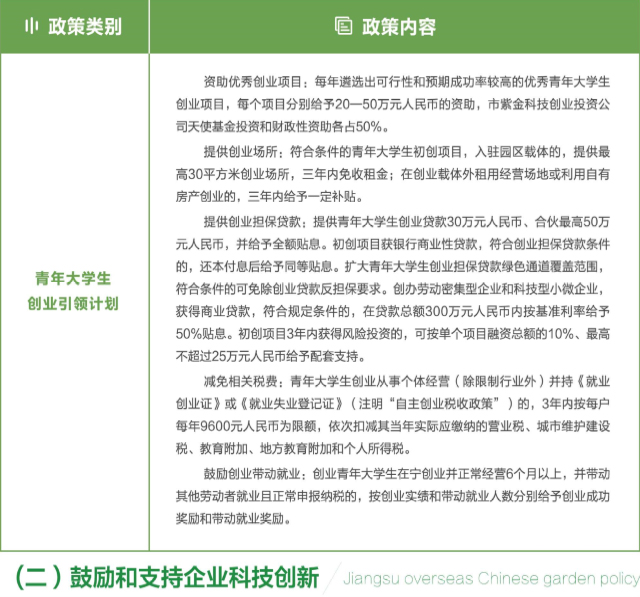 政策类别
政策内容
资助优秀创业项目：每年遴选出可行性和预期成功率较高的优秀青年大学生
创业项目，每个项目分别给予20—50万元人民币的资助，市紫金科技创业投资公
司天使基金投资和财政性资助各占50%。
提供创业场所：符合条件的青年大学生初创项目，入驻园区载体的，提供最
高30平方米创业场所，三年内免收租金；在创业载体外租用经营场地或利用自有
房产创业的，三年内给予一定补贴。
提供创业担保贷款：提供青年大学生创业贷款30万元人民币、合伙最高50万
元人民币，并给予全额贴息。初创项目获银行商业性贷款，符合创业担保贷款条件
的，还本付息后给予同等贴息。扩大青年大学生创业担保贷款绿色通道覆盖范围，
符合条件的可免除创业贷款反担保要求。创办劳动密集型企业和科技型小微企业，
获得商业贷款，符合规定条件的，在贷款总额300万元人民币内按基准利率给予
50%贴息。初创项目3年内获得风险投资的，可按单个项目融资总额的10%、最高
不超过25万元人民币给予配套支持。
减免相关税费：青年大学生创业从事个体经营（除限制行业外）并持《就业
创业证》或《就业失业登记证》（注明“自主创业税收政策”）的，3年内按每户
每年9600元人民币为限额，依次扣减其当年实际应缴纳的营业税、城市维护建设
税、教育附加、地方教育附加和个人所得税。
鼓励创业带动就业：创业青年大学生在宁创业并正常经营6个月以上，并带动
其他劳动者就业且正常申报纳税的，按创业实绩和带动就业人数分别给予创业成功
奖励和带动就业奖励。
青年大学生
创业引领计划
（二）鼓励和支持企业科技创新
Jiangsu overseas Chinese garden policy